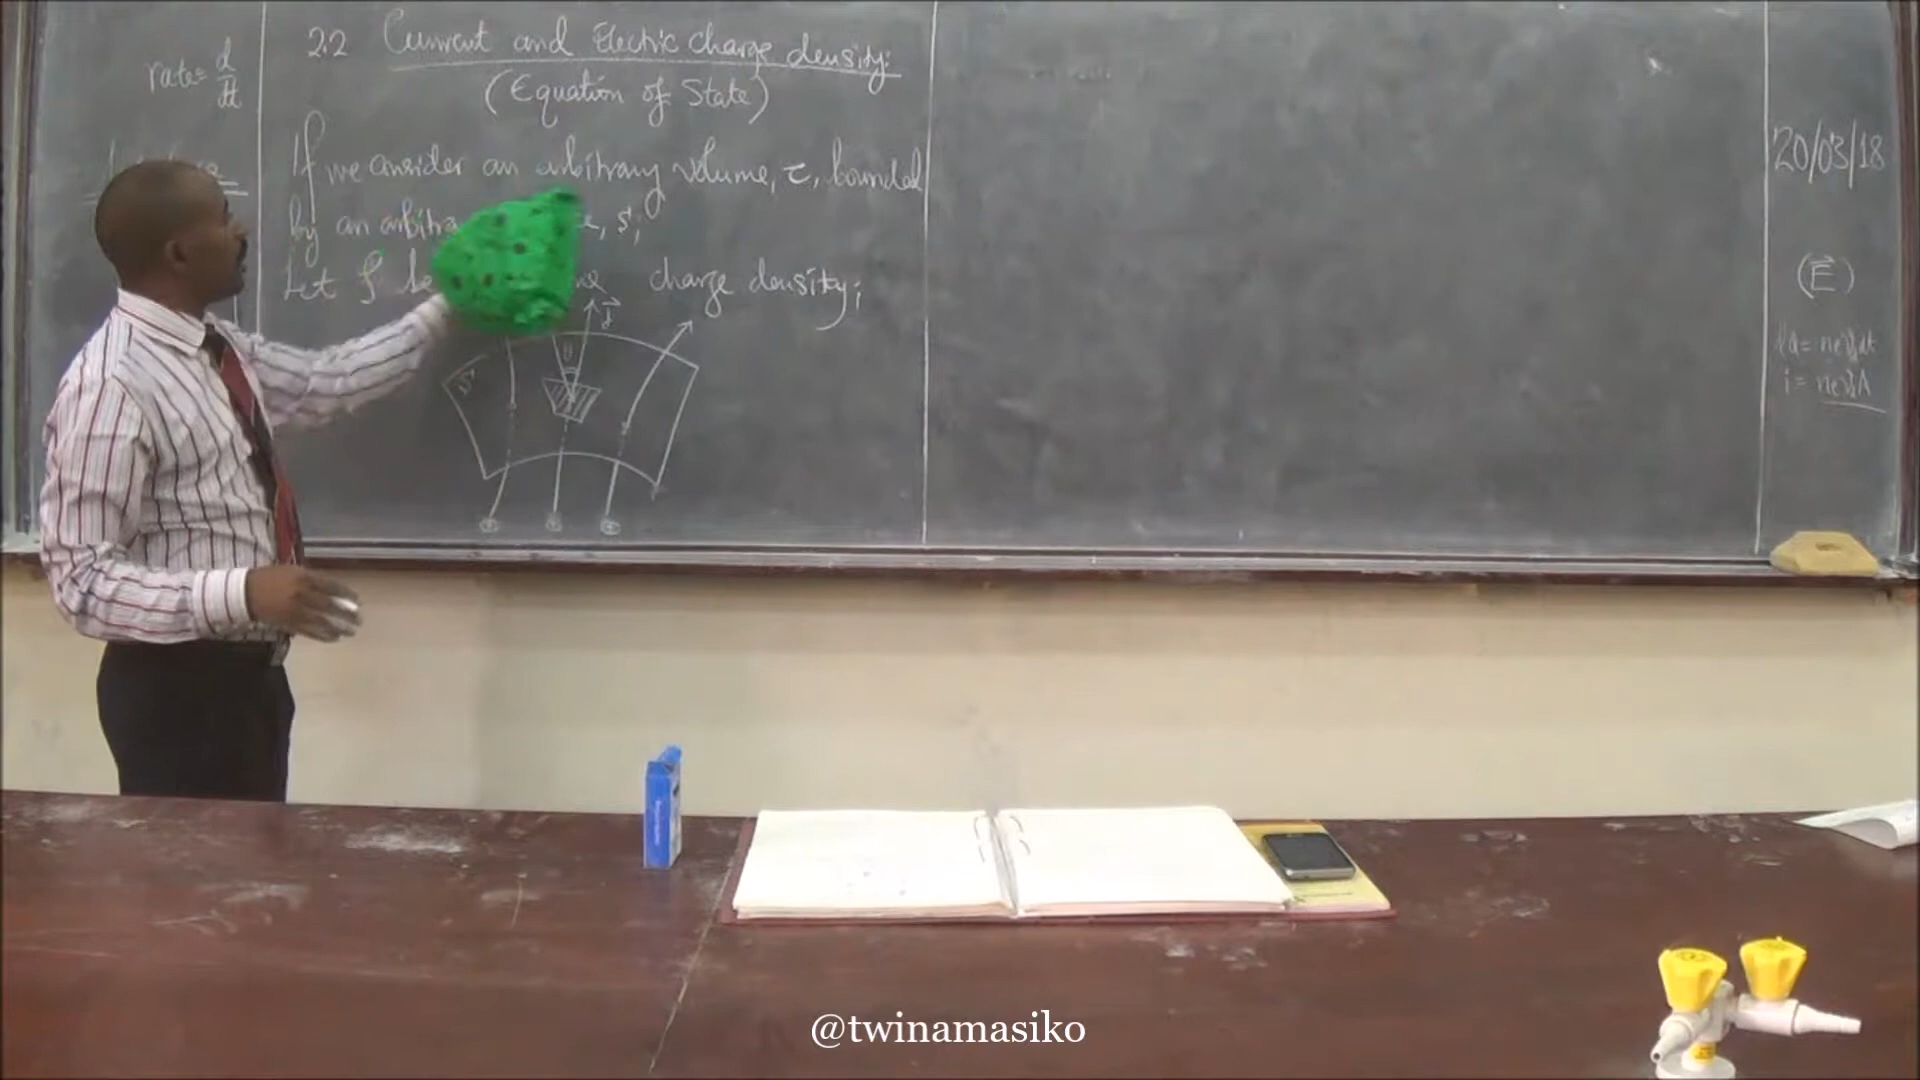 rate = d/dt
2.2 Current and Electric charge density:
(Equation of State)
If we consider an arbitrary volume, τ, bounded
by an arbitra e, S;
Let ρ be charge density;
J
θ
S
+ + +
20/03/18
(E)
i = neVdA
@twinamasiko